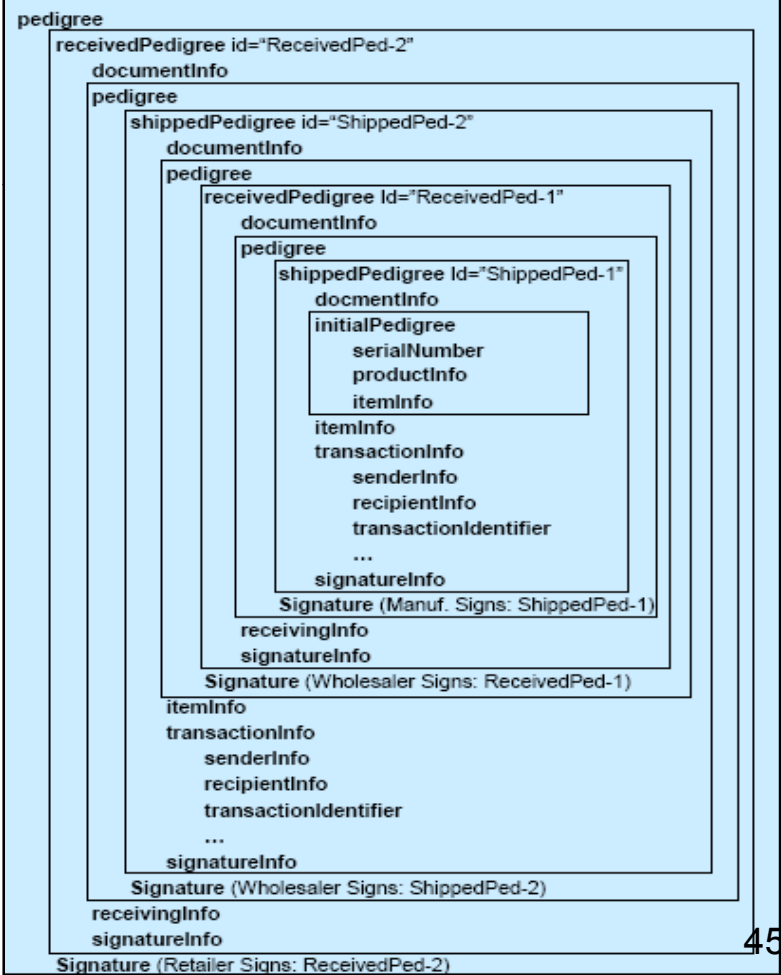 pedigree
receivedPedigree id="ReceivedPed-2"
documentInfo
pedigree
shippedPedigree id="ShippedPed-2"
documentInfo
pedigree
receivedPedigree Id="ReceivedPed-1"
documentInfo
pedigree
shippedPedigree Id="ShippedPed-1"
docmentInfo
initialPedigree
serialNumber
productInfo
itemInfo
itemInfo
transactionInfo
senderInfo
recipientInfo
transactionIdentifier
...
signatureInfo
Signature (Manuf. Signs: ShippedPed-1)
receivingInfo
signatureInfo
Signature (Wholesaler Signs: ReceivedPed-1)
itemInfo
transactionInfo
senderInfo
recipientInfo
transactionIdentifier
...
signatureInfo
Signature (Wholesaler Signs: ShippedPed-2)
receivingInfo
signatureInfo
45
Signature (Retailer Signs: ReceivedPed-2)